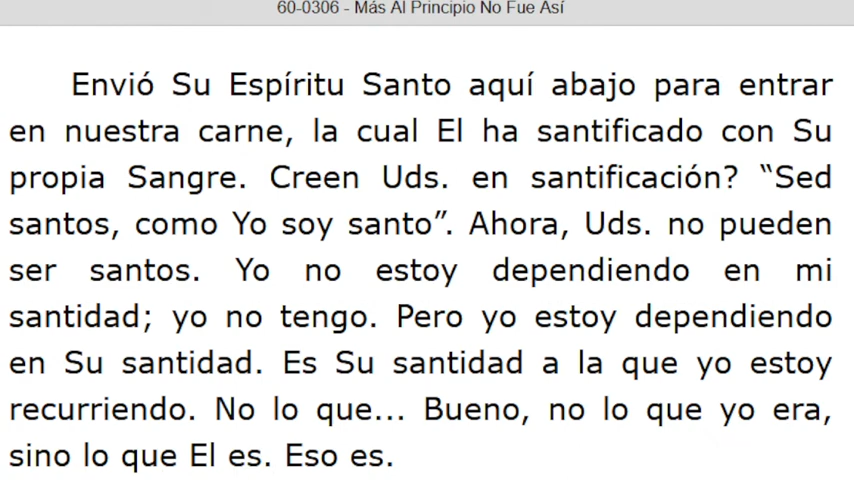 60-0306 - Más Al Principio No Fue Así
Envió Su Espíritu Santo aquí abajo para entrar
en nuestra carne, la cual El ha santificado con Su
propia Sangre. Creen Uds. en santificación? “Sed
santos, como Yo soy santo”. Ahora, Uds. no pueden
ser santos. Yo no estoy dependiendo en mi
santidad; yo no tengo. Pero yo estoy dependiendo
en Su santidad. Es Su santidad a la que yo estoy
recurriendo. No lo que... Bueno, no lo que yo era,
sino lo que El es. Eso es.